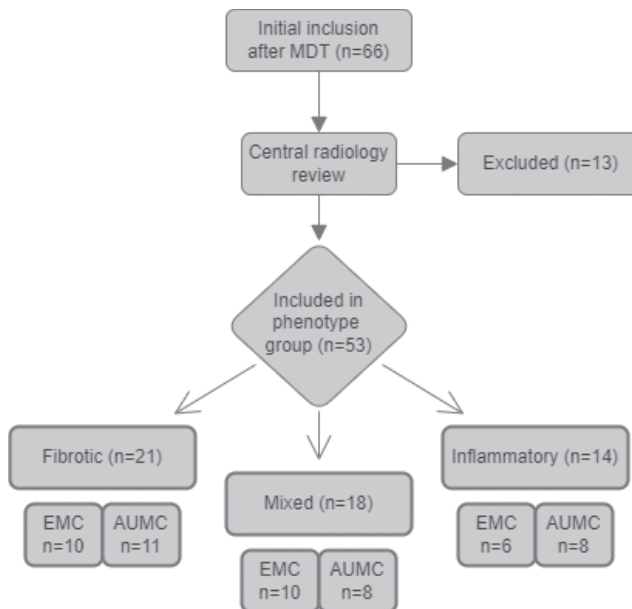 Initial inclusion
after MDT (n=66)
Central radiology
review
Excluded (n=13)
Included in
phenotype
group (n=53)
Fibrotic (n=21)
Mixed (n=18)
Inflammatory (n=14)
EMC
n=10
AUMC
n=11
EMC
n=10
AUMC
n=8
EMC
n=6
AUMC
n=8